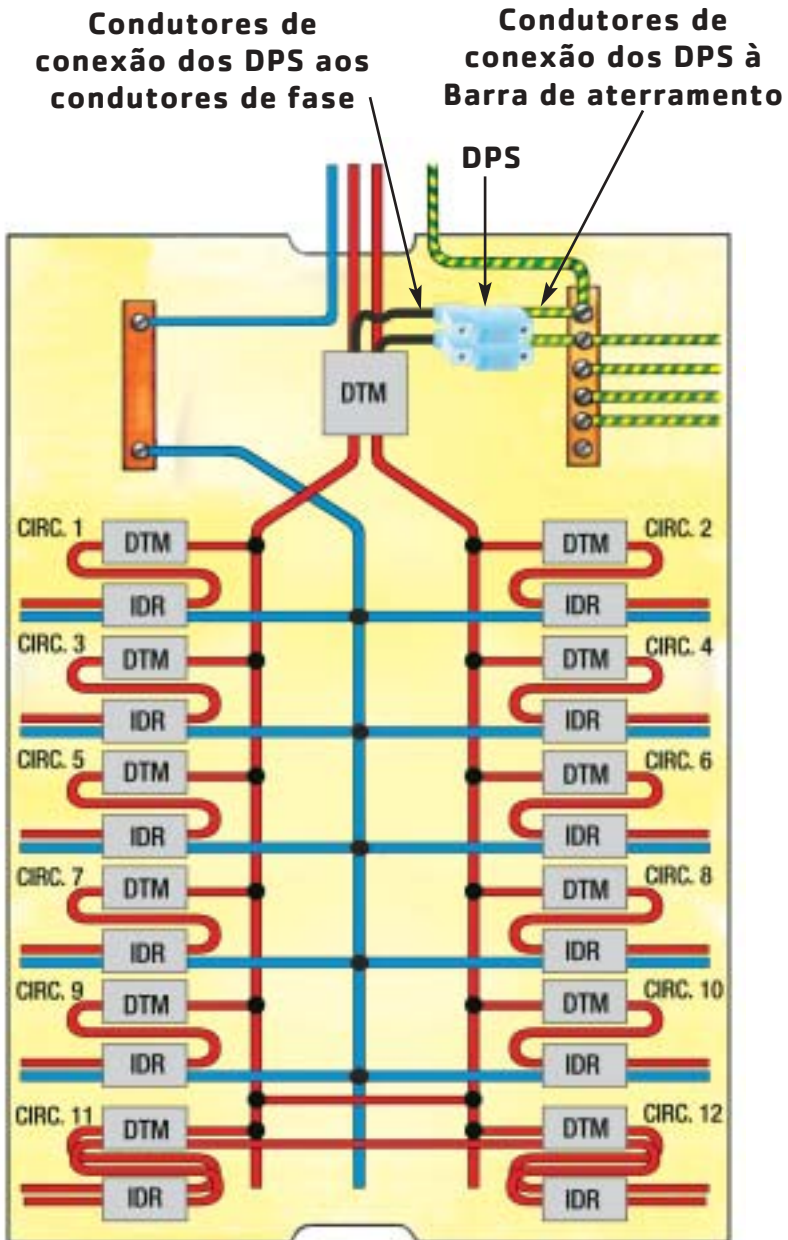 Condutores de
conexão dos DPS aos
condutores de fase
Condutores de
conexão dos DPS à
Barra de aterramento
DPS
DTM
CIRC. 1
DTM
IDR
DTM
CIRC. 2
IDR
CIRC. 3
DTM
IDR
DTM
CIRC. 4
IDR
CIRC. 5
DTM
IDR
DTM
CIRC. 6
IDR
CIRC. 7
DTM
IDR
DTM
CIRC. 8
IDR
CIRC. 9
DTM
IDR
DTM
CIRC. 10
IDR
CIRC. 11
DTM
IDR
DTM
CIRC. 12
IDR